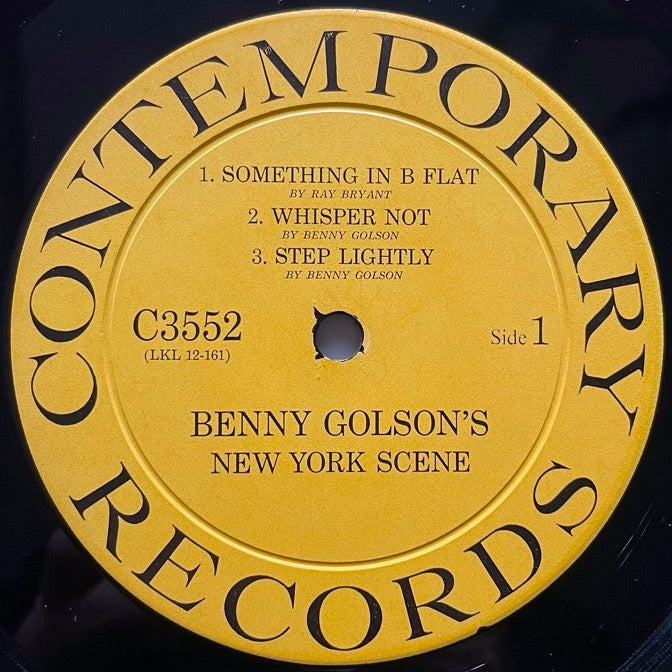 CONTEMPORARY
1. SOMETHING IN B FLAT
BY RAY BRYANT
2. WHISPER NOT
BY BENNY GOLSON
3. STEP LIGHTLY
BY BENNY GOLSON
C3552
(LKL 12-161)
Side 1
BENNY GOLSON'S
NEW YORK SCENE
RECORDS